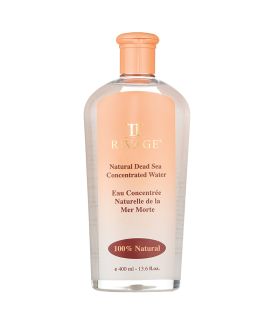 RIVAGE
Natural Dead Sea
Concentrated Water
Eau Concentrée
Naturelle de la
Mer Morte
100% Natural
e 400 ml - 13.6 fl.oz.